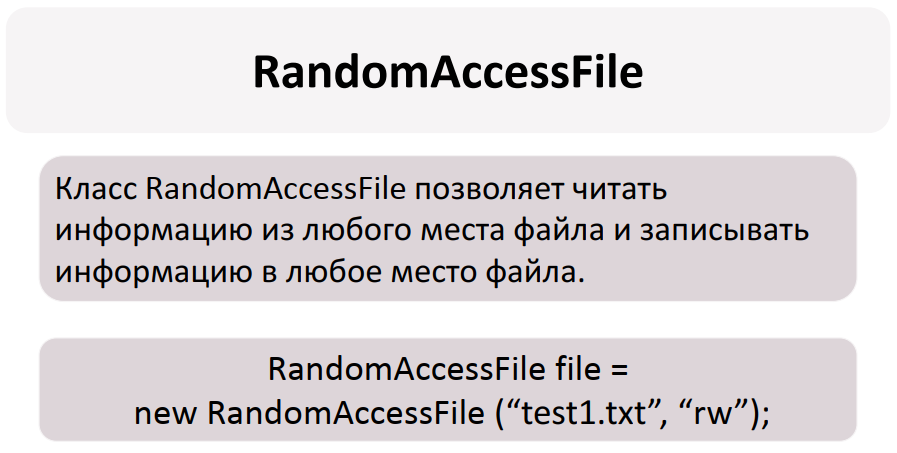 RandomAccessFile
Класс RandomAccessFile позволяет читать
информацию из любого места файла и записывать
информацию в любое место файла.
RandomAccessFile file =
new RandomAccessFile (“test1.txt”, “rw”);